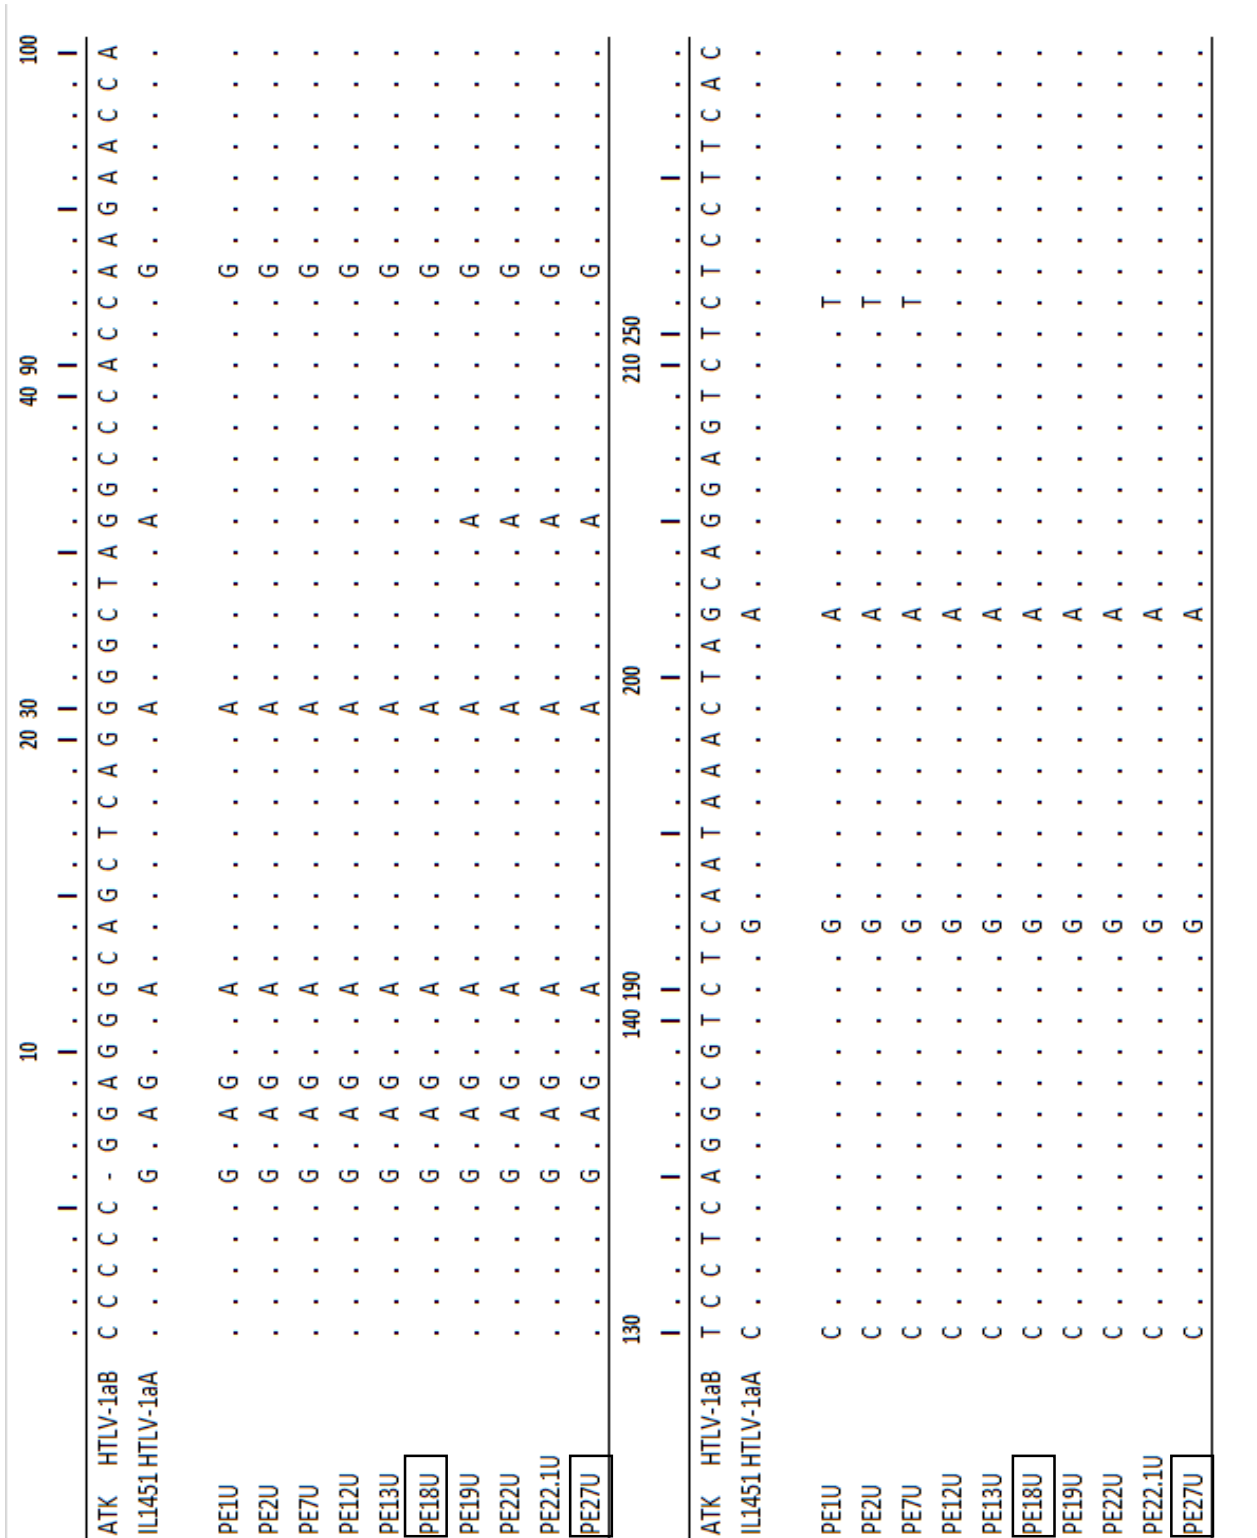 10 20 30 40 90 100
. . . . | . . . . | . . . . | . . . . | | . . . . | . . . . | | . . . . | . . . . |
ATK HTLV-1aB C C C C C - G G A G G G C A G C T C A G G G G C T A G G C C C A C C A A G A A C C A
IL1451 HTLV-1aA . . . . . G . A G . . A . . . . . . . . A . . . . . A . . . . . . . G . . . . . . .
PE1U . . . . . G . A G . . A . . . . . . . . A . . . . . . . . . . . . . G . . . . . . .
PE2U . . . . . G . A G . . A . . . . . . . . A . . . . . . . . . . . . . G . . . . . . .
PE7U . . . . . G . A G . . A . . . . . . . . A . . . . . . . . . . . . . G . . . . . . .
PE12U . . . . . G . A G . . A . . . . . . . . A . . . . . . . . . . . . . G . . . . . . .
PE13U . . . . . G . A G . . A . . . . . . . . A . . . . . . . . . . . . . G . . . . . . .
PE18U . . . . . G . A G . . A . . . . . . . . A . . . . . . . . . . . . . G . . . . . . .
PE19U . . . . . G . A G . . A . . . . . . . . A . . . . . A . . . . . . . G . . . . . . .
PE22U . . . . . G . A G . . A . . . . . . . . A . . . . . A . . . . . . . G . . . . . . .
PE22.1U . . . . . G . A G . . A . . . . . . . . A . . . . . A . . . . . . . G . . . . . . .
PE27U . . . . . G . A G . . A . . . . . . . . A . . . . . A . . . . . . . G . . . . . . .
130 140 190 200 210 250
| . . . . | . . . . | | . . . . | . . . . | . . . . | . . . . | | . . . . | . . . .
ATK HTLV-1aB T C C T C A G G C G T C T C A A T A A A C T A G C A G G A G T C T C T C C T T C A C
IL1451 HTLV-1aA C . . . . . . . . . . . . G . . . . . . . . . A . . . . . . . . . . . . . . . . . .
PE1U C . . . . . . . . . . . . G . . . . . . . . . A . . . . . . . . . T . . . . . . . .
PE2U C . . . . . . . . . . . . G . . . . . . . . . A . . . . . . . . . T . . . . . . . .
PE7U C . . . . . . . . . . . . G . . . . . . . . . A . . . . . . . . . T . . . . . . . .
PE12U C . . . . . . . . . . . . G . . . . . . . . . A . . . . . . . . . . . . . . . . . .
PE13U C . . . . . . . . . . . . G . . . . . . . . . A . . . . . . . . . . . . . . . . . .
PE18U C . . . . . . . . . . . . G . . . . . . . . . A . . . . . . . . . . . . . . . . . .
PE19U C . . . . . . . . . . . . G . . . . . . . . . A . . . . . . . . . . . . . . . . . .
PE22U C . . . . . . . . . . . . G . . . . . . . . . A . . . . . . . . . . . . . . . . . .
PE22.1U C . . . . . . . . . . . . G . . . . . . . . . A . . . . . . . . . . . . . . . . . .
PE27U C . . . . . . . . . . . . G . . . . . . . . . A . . . . . . . . . . . . . . . . . .